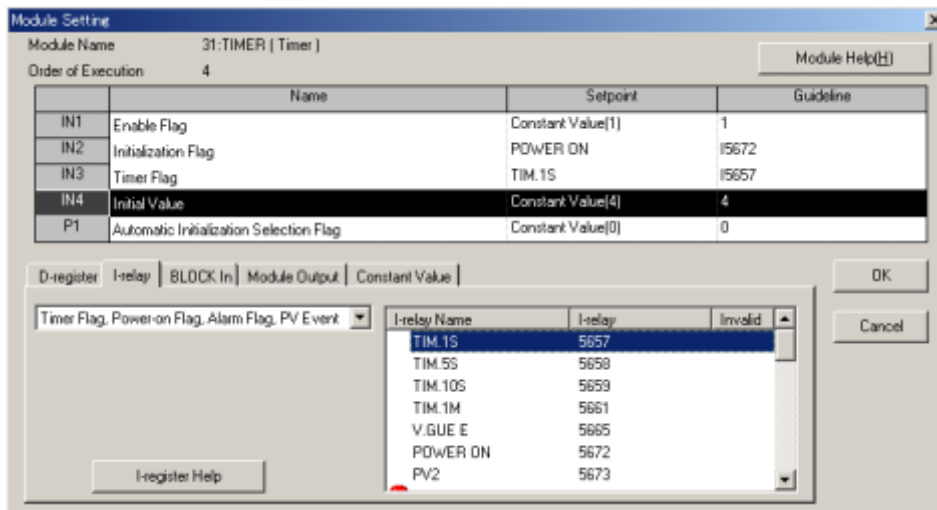 Module Setting
Module Name 31:TIMER ( Timer )
Module Help(H)
Order of Execution 4
Name Setpoint Guideline
IN1 Enable Flag Constant Value(1) 1
IN2 Initialization Flag POWER ON I5672
IN3 Timer Flag TIM.1S I5657
IN4 Initial Value Constant Value(4) 4
P1 Automatic Initialization Selection Flag Constant Value(0) 0
D-register I-relay BLOCK In Module Output Constant Value OK
Timer Flag, Power-on Flag, Alarm Flag, PV Event I-relay Name I-relay Invalid Cancel
TIM.1S 5657
TIM.5S 5658
TIM.10S 5659
TIM.1M 5661
V.GUE E 5665
POWER ON 5672
I-register Help PV2 5673